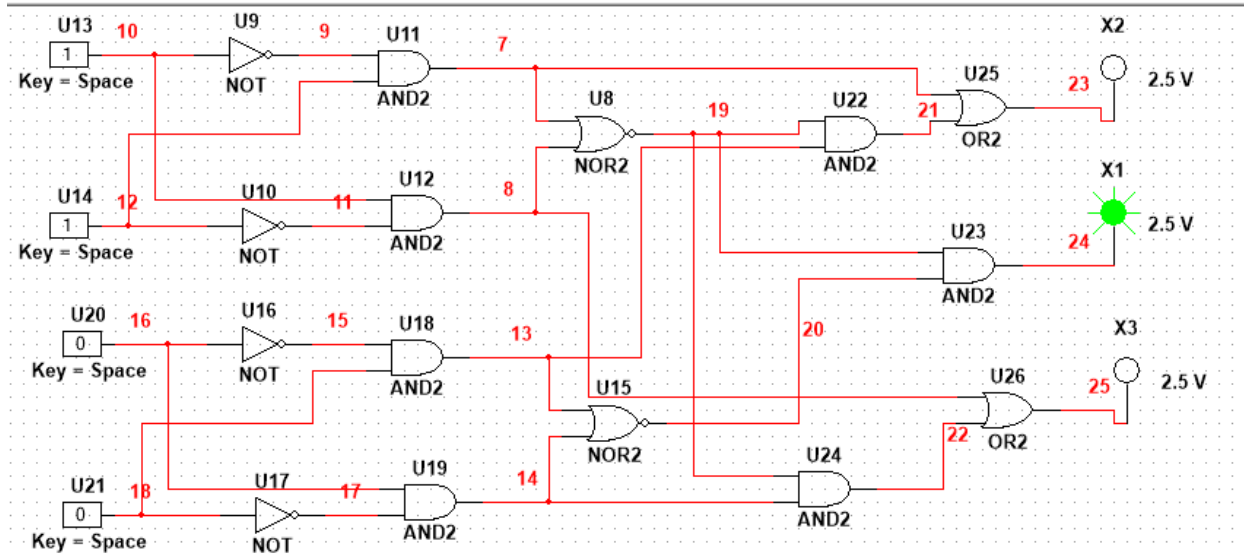 U13
10
U9
9
U11
7
X2
1
Key = Space
NOT
AND2
U8
19
U22
21
U25
23
2.5 V
NOR2
AND2
OR2
U14
12
U10
11
U12
8
X1
1
Key = Space
NOT
AND2
U23
24
2.5 V
AND2
U20
16
U16
15
U18
13
20
X3
0
Key = Space
NOT
AND2
U15
U26
25
2.5 V
NOR2
22
OR2
U21
18
U17
17
U19
14
U24
0
Key = Space
NOT
AND2
AND2